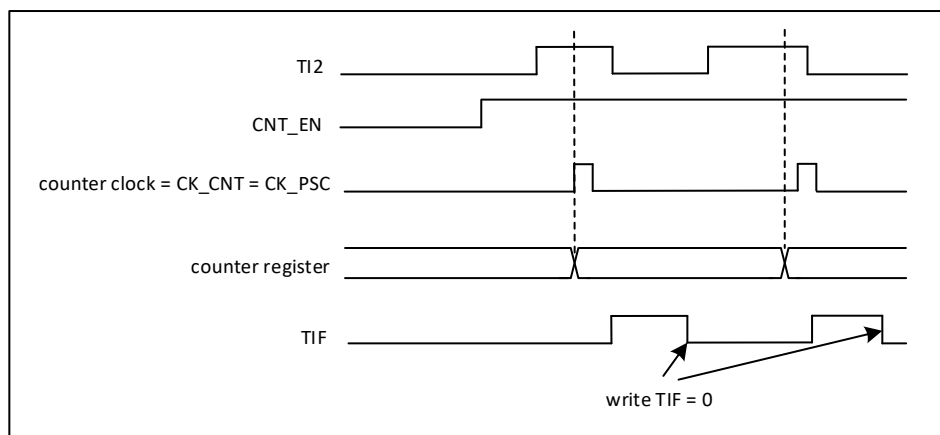 TI2
CNT_EN
counter clock = CK_CNT = CK_PSC
counter register
TIF
write TIF = 0